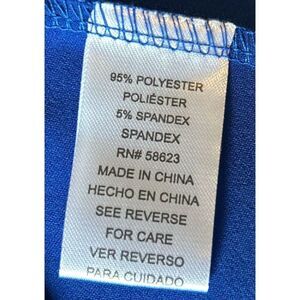 95% POLYESTER
POLIÉSTER
5% SPANDEX
SPANDEX
RN# 58623
MADE IN CHINA
HECHO EN CHINA
SEE REVERSE
FOR CARE
VER REVERSO
PARA CUIDADO